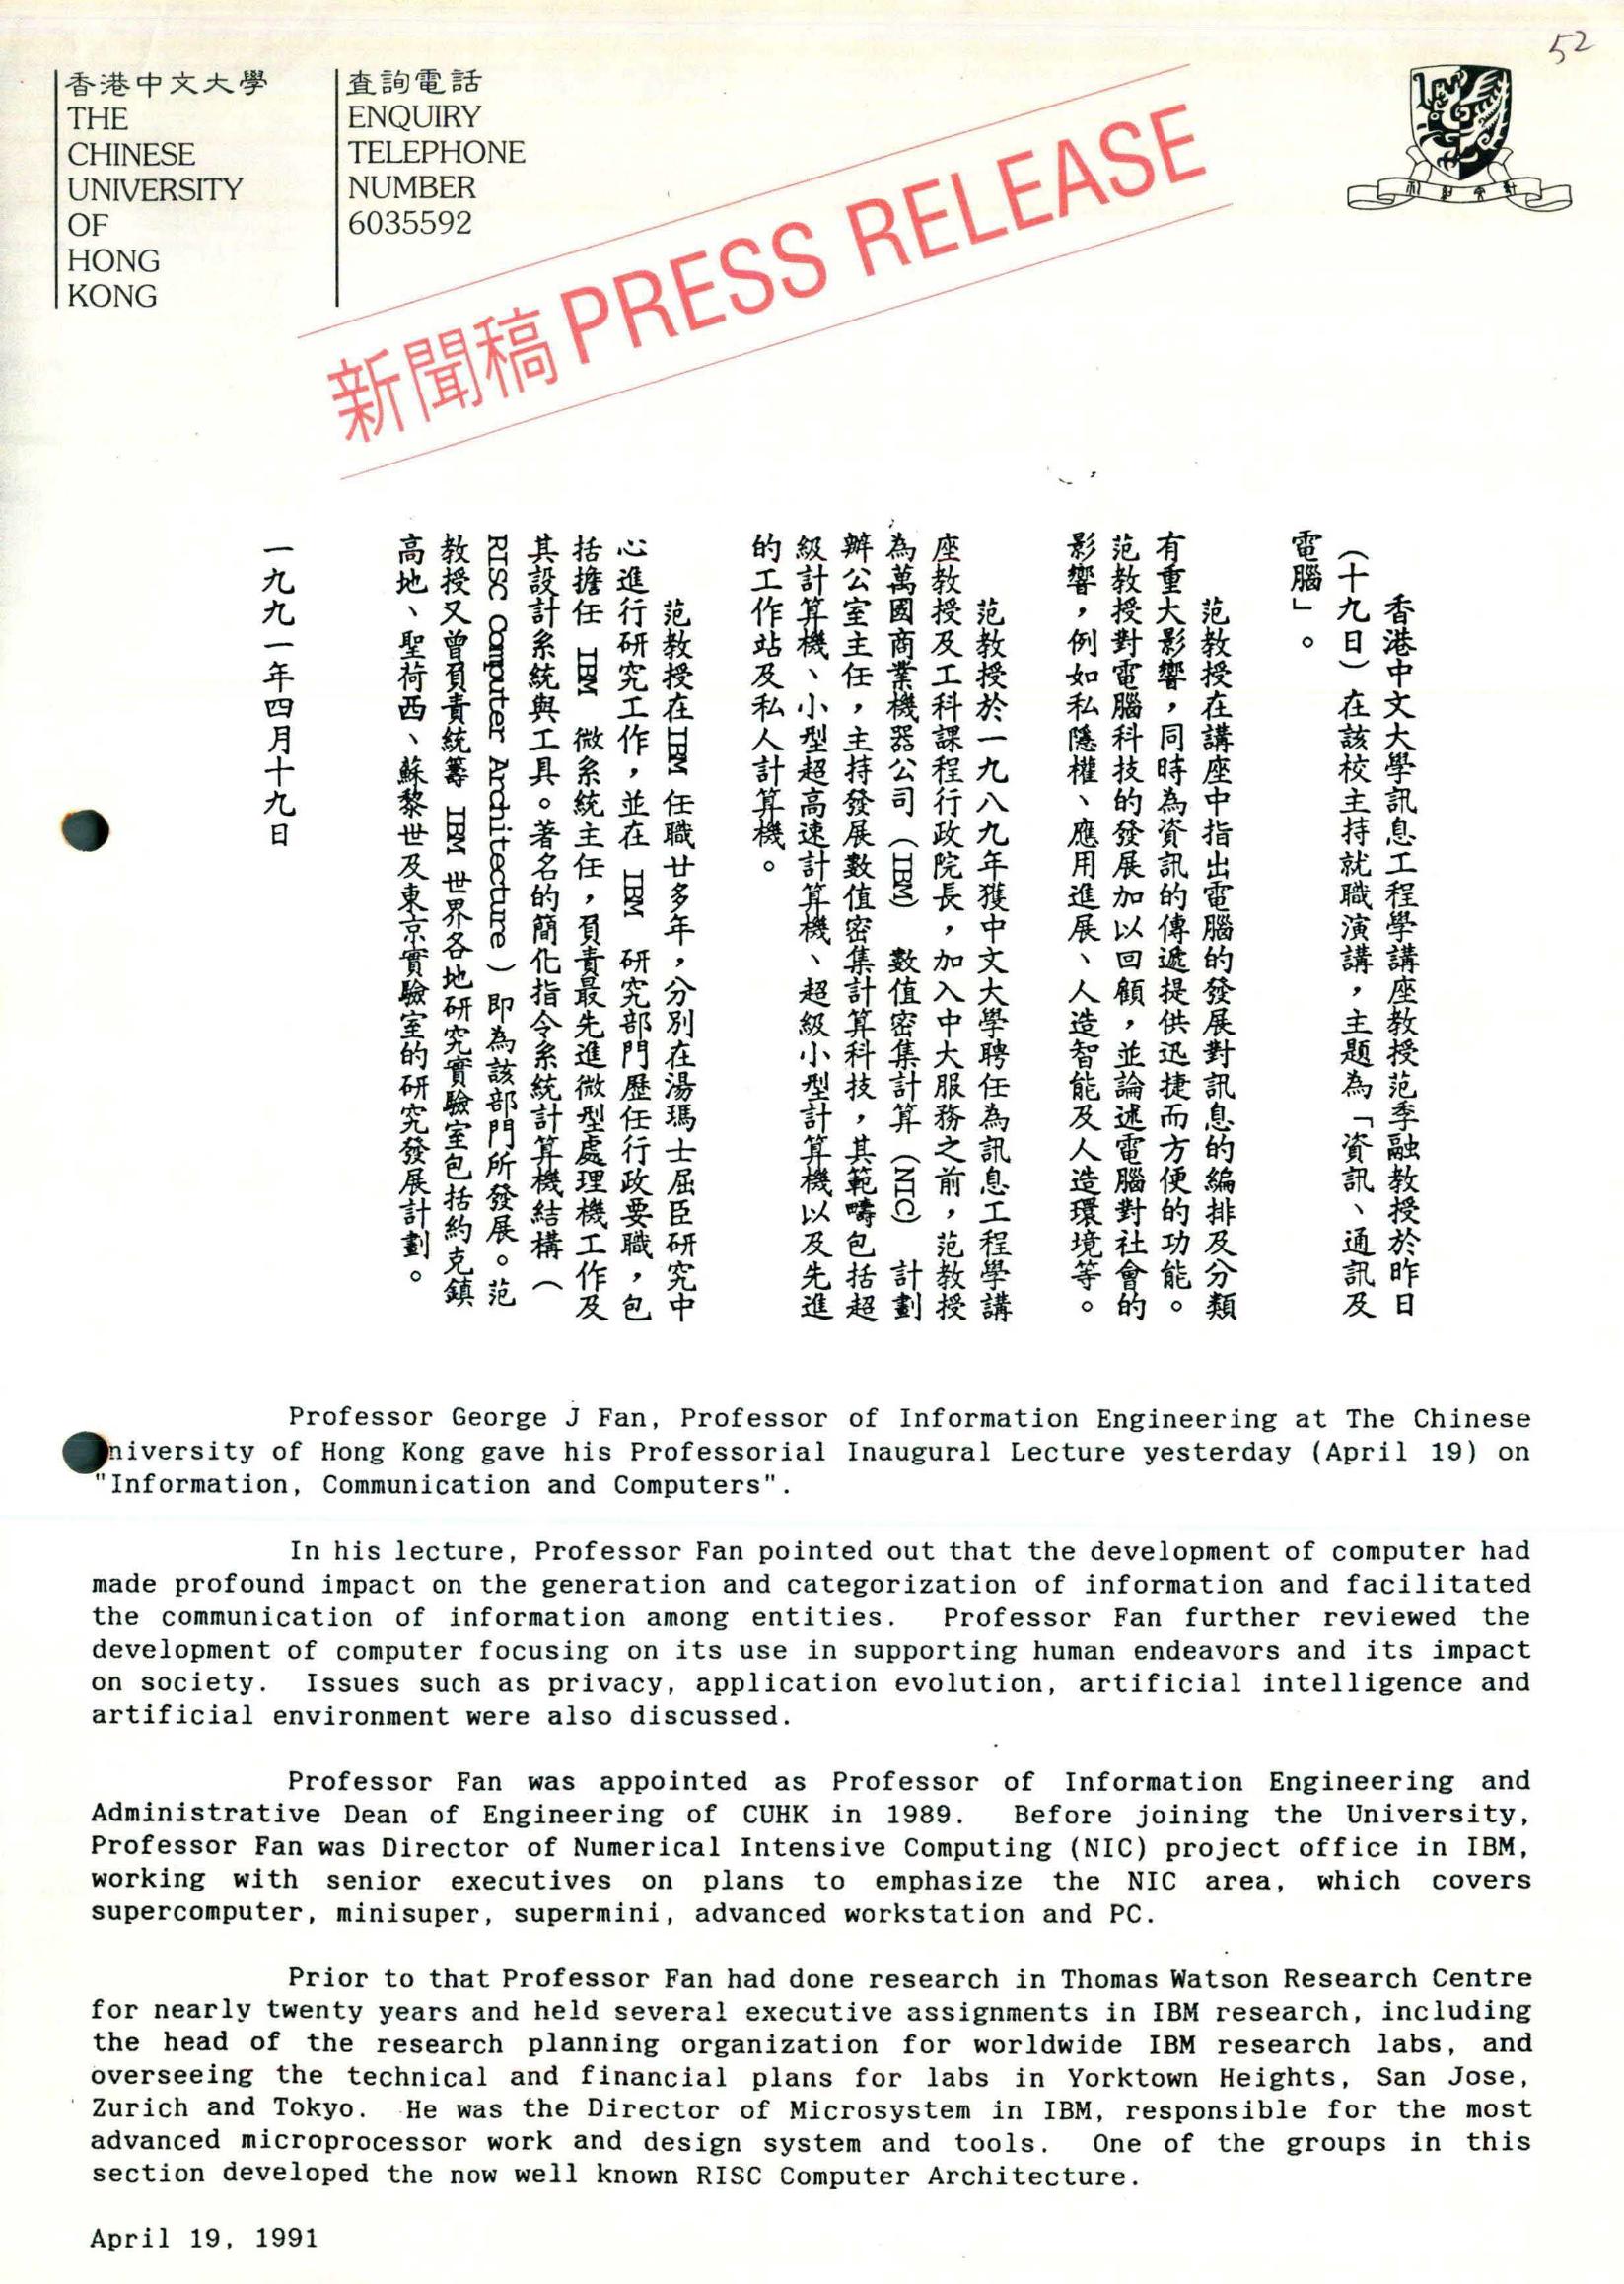 52
香港中文大學
THE
CHINESE
UNIVERSITY
OF
HONG
KONG
查詢電話
ENQUIRY
TELEPHONE
NUMBER
6035592
新聞稿 PRESS RELEASE
香港中文大學訊息工程學講座教授范季融教授於昨日
（十九日）在該校主持就職演講，主題為「資訊、通訊及
電腦」。
范教授在講座中指出電腦的發展對訊息的編排及分類
有重大影響，同時為資訊的傳遞提供迅捷而方便的功能。
范教授對電腦科技的發展加以回顧，並論述電腦對社會的
影響，例如私隱權、應用進展、人造智能及人造環境等。
范教授於一九八九年獲中文大學聘任為訊息工程學講
座教授及工科課程行政院長，加入中大服務之前，范教授
為萬國商業機器公司（IBM）數值密集計算（NIC）計劃
辦公室主任，主持發展數值密集計算科技，其範疇包括超
級計算機、小型超高速計算機、超級小型計算機以及先進
的工作站及私人計算機。
范教授在IBM任職廿多年，分別在湯瑪士屈臣研究中
心進行研究工作，並在 IBM 研究部門歷任行政要職，包
括擔任 IBM 微系統主任，負責最先進微型處理機工作及
其設計系統與工具。著名的簡化指令系統計算機結構（
RISC Computer Architecture）即為該部門所發展。范
教授又曾負責統籌 IBM 世界各地研究實驗室包括約克鎮
高地、聖荷西、蘇黎世及東京實驗室的研究發展計劃。
一九九一年四月十九日
Professor George J Fan, Professor of Information Engineering at The Chinese
niversity of Hong Kong gave his Professorial Inaugural Lecture yesterday (April 19) on
"Information, Communication and Computers".
In his lecture, Professor Fan pointed out that the development of computer had
made profound impact on the generation and categorization of information and facilitated
the communication of information among entities. Professor Fan further reviewed the
development of computer focusing on its use in supporting human endeavors and its impact
on society. Issues such as privacy, application evolution, artificial intelligence and
artificial environment were also discussed.
Professor Fan was appointed as Professor of Information Engineering and
Administrative Dean of Engineering of CUHK in 1989. Before joining the University,
Professor Fan was Director of Numerical Intensive Computing (NIC) project office in IBM,
working with senior executives on plans to emphasize the NIC area, which covers
supercomputer, minisuper, supermini, advanced workstation and PC.
Prior to that Professor Fan had done research in Thomas Watson Research Centre
for nearly twenty years and held several executive assignments in IBM research, including
the head of the research planning organization for worldwide IBM research labs, and
overseeing the technical and financial plans for labs in Yorktown Heights, San Jose,
Zurich and Tokyo. He was the Director of Microsystem in IBM, responsible for the most
advanced microprocessor work and design system and tools. One of the groups in this
section developed the now well known RISC Computer Architecture.
April 19, 1991